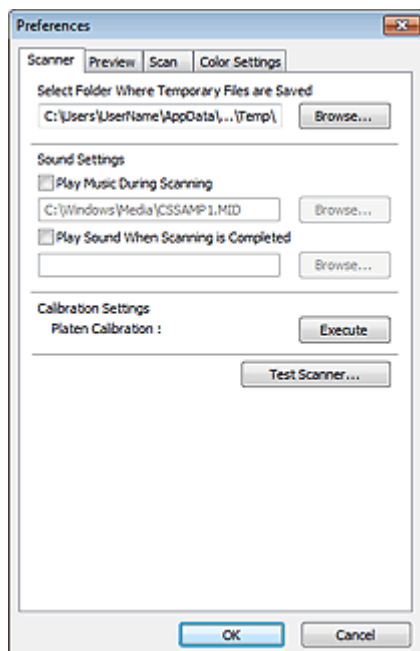 Preferences
Scanner Preview Scan Color Settings
Select Folder Where Temporary Files are Saved
C:\Users\UserName\AppData\...\Temp\ Browse...
Sound Settings
Play Music During Scanning
C:\Windows\Media\CSSAMP1.MID Browse...
Play Sound When Scanning is Completed
Browse...
Calibration Settings
Platen Calibration : Execute
Test Scanner...
OK Cancel